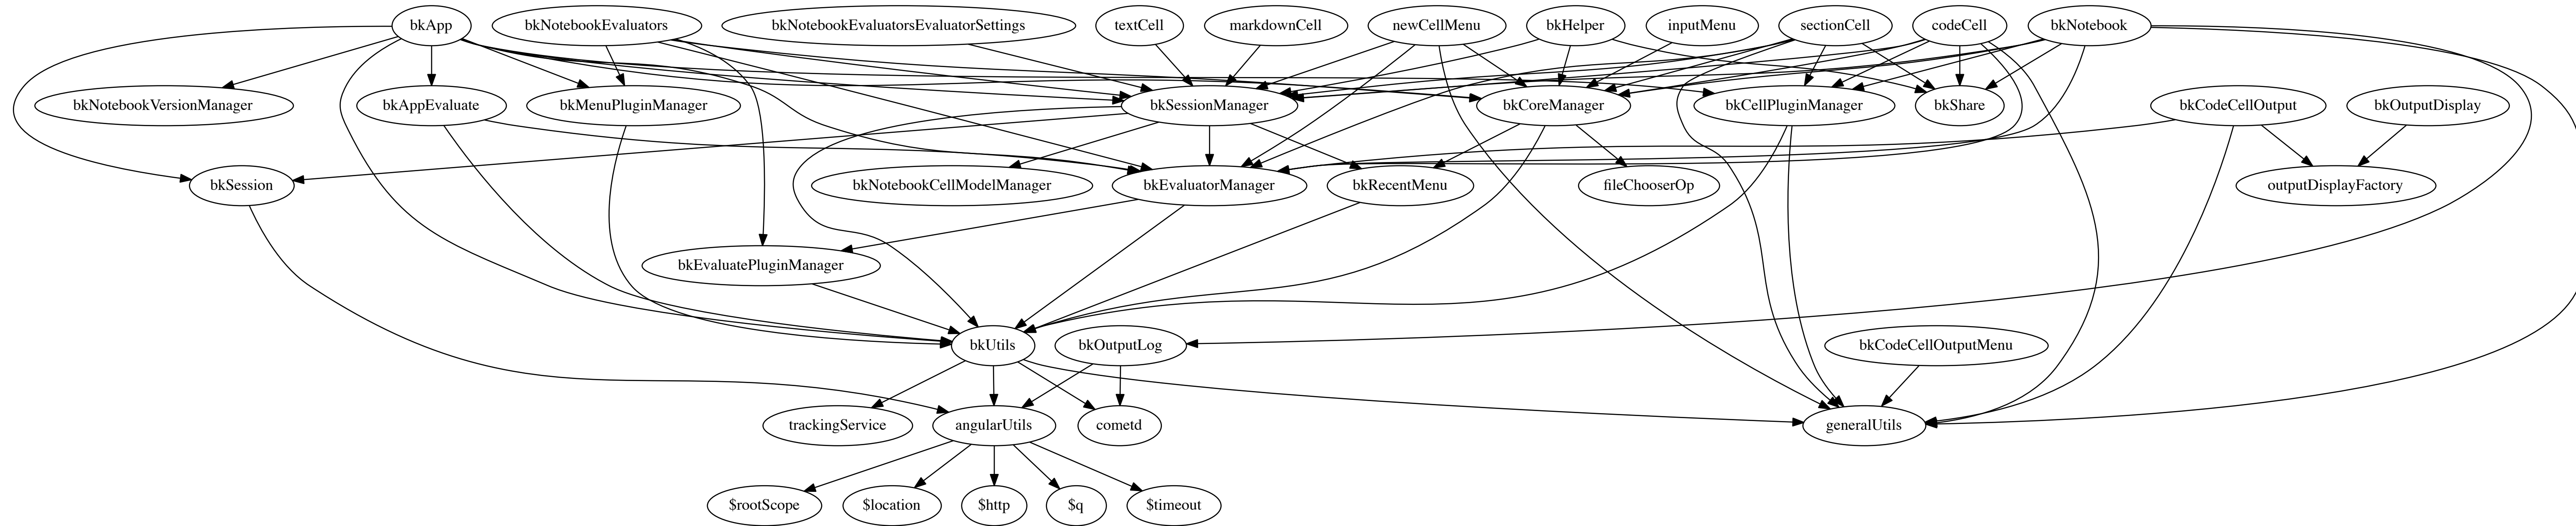 bkApp
bkNotebookEvaluators
bkNotebookEvaluatorsEvaluatorSettings
textCell
markdownCell
newCellMenu
bkHelper
inputMenu
sectionCell
codeCell
bkNotebook
bkNotebookVersionManager
bkAppEvaluate
bkMenuPluginManager
bkSessionManager
bkCoreManager
bkCellPluginManager
bkShare
bkCodeCellOutput
bkOutputDisplay
bkSession
bkNotebookCellModelManager
bkEvaluatorManager
bkRecentMenu
fileChooserOp
outputDisplayFactory
bkEvaluatePluginManager
bkUtils
bkOutputLog
bkCodeCellOutputMenu
trackingService
angularUtils
cometd
generalUtils
$rootScope
$location
$http
$q
$timeout